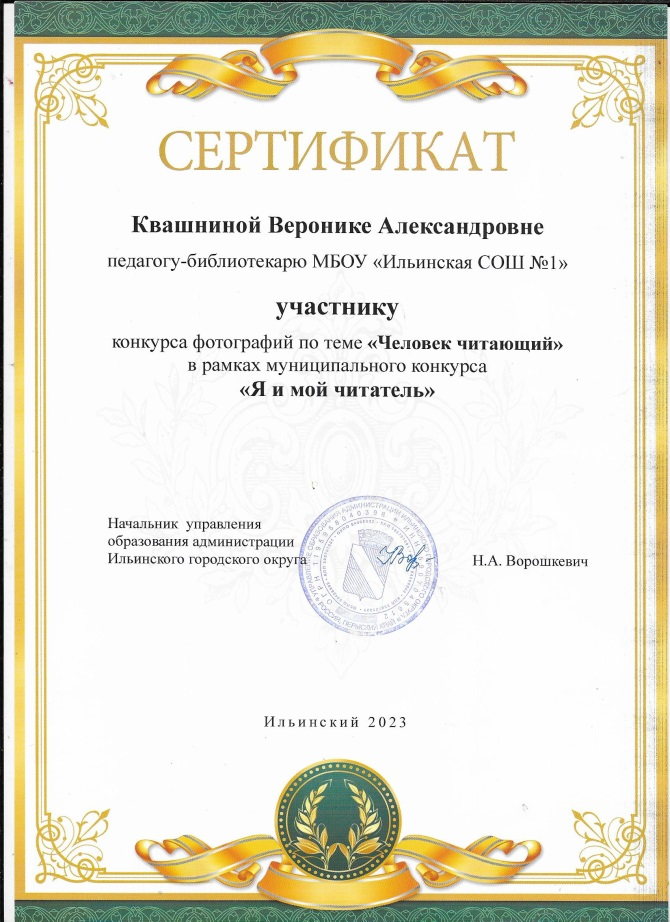 СЕРТИФИКАТ
Квашниной Веронике Александровне
педагогу-библиотекарю МБОУ «Ильинская СОШ №1»
участнику
конкурса фотографий по теме «Человек читающий»
в рамках муниципального конкурса
«Я и мой читатель»
Начальник управления
образования администрации
Ильинского городского округа
Н.А. Ворошкевич
Ильинский 2023